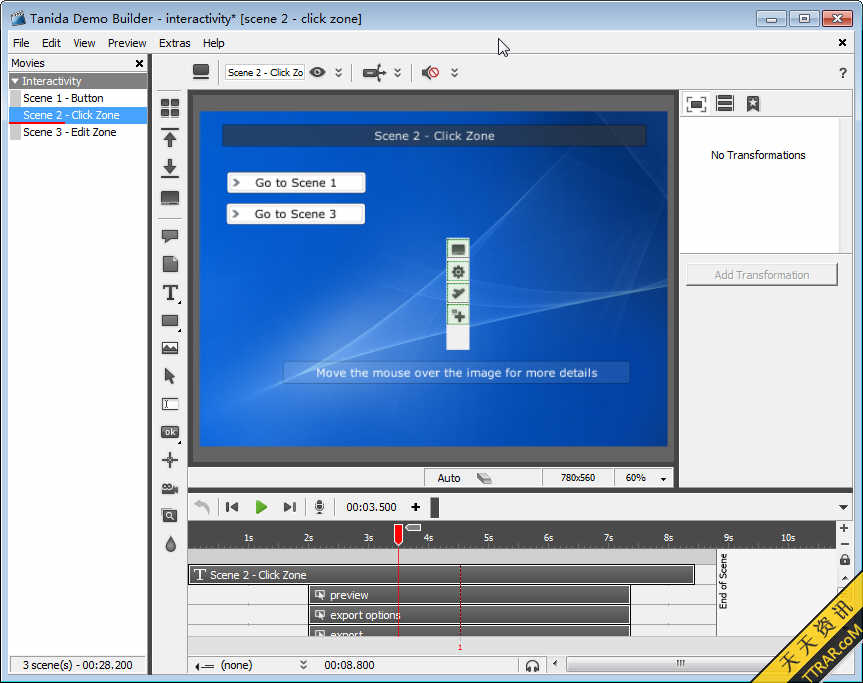 Tanida Demo Builder - interactivity* [scene 2 - click zone]
File Edit View Preview Extras Help
Movies
Interactivity
Scene 1 - Button
Scene 2 - Click Zone
Scene 3 - Edit Zone
Scene 2 - Click Zo
?
Scene 2 - Click Zone
Go to Scene 1
Go to Scene 3
Move the mouse over the image for more details
No Transformations
Add Transformation
T
ok
Auto 780x560 60%
00:03.500
1s 2s 3s 4s 5s 6s 7s 8s 9s 10s
T Scene 2 - Click Zone
preview
export options
export
End of Scene
1
3 scene(s) - 00:28.200
(none) 00:08.800
天天资讯
TTRAR.COM